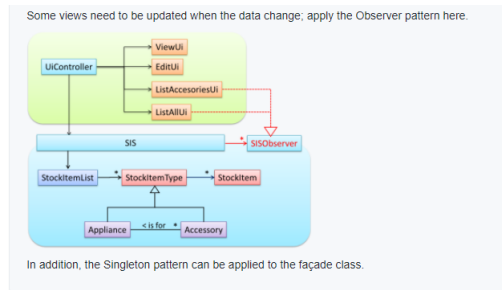 Some views need to be updated when the data change; apply the Observer pattern here.
ViewUi
UiController
EditUi
ListAccesoriesUi
ListAllUi
SIS
*
SISObserver
StockItemList
*
StockItemType
*
StockItem
Appliance
< is for
*
Accessory
In addition, the Singleton pattern can be applied to the façade class.